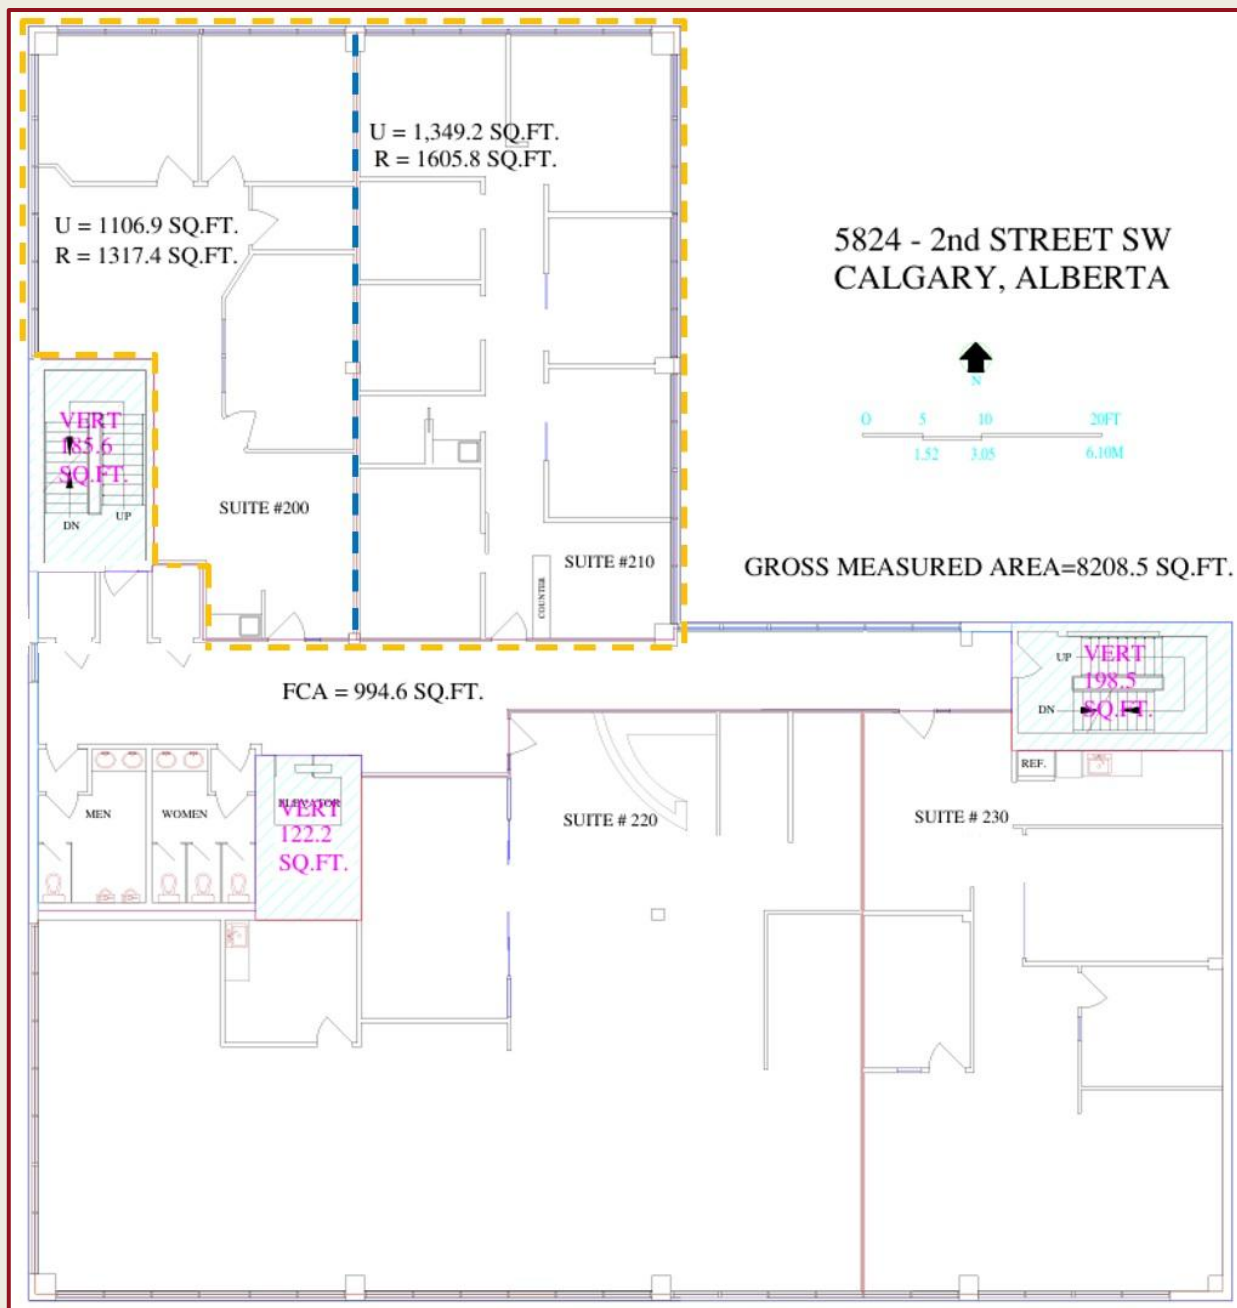 U = 1,349.2 SQ.FT.
R = 1605.8 SQ.FT.
U = 1106.9 SQ.FT.
R = 1317.4 SQ.FT.
5824 - 2nd STREET SW
CALGARY, ALBERTA
N
O 5 10 20FT
1.52 3.05 6.10M
VERT
185.6
SQ.FT.
DN
UP
SUITE #200
SUITE #210
COUNTER
GROSS MEASURED AREA=8208.5 SQ.FT.
FCA = 994.6 SQ.FT.
UP
DN
VERT
198.5
SQ.FT.
REF.
MEN
WOMEN
ELEVATOR
VERT
122.2
SQ.FT.
SUITE # 220
SUITE # 230